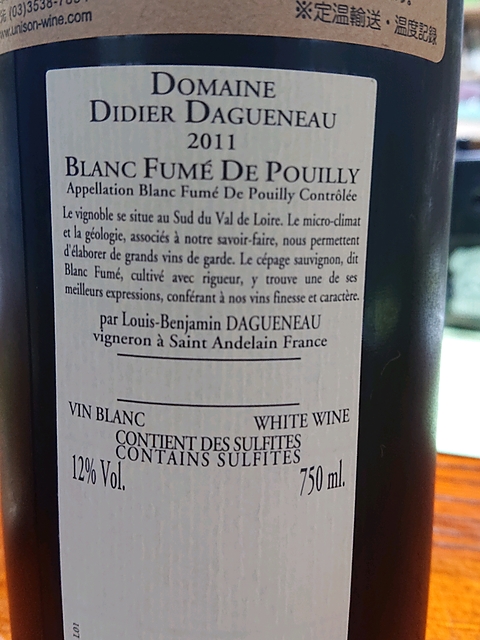 (03)3538-
www.unison-wine.com
※定温輸送・温度記録
DOMAINE
DIDIER DAGUENEAU
2011
BLANC FUMÉ DE POUILLY
Appellation Blanc Fumé De Pouilly Contrôlée
Le vignoble se situe au Sud du Val de Loire. Le micro-climat
et la géologie, associés à notre savoir-faire, nous permettent
d'élaborer de grands vins de garde. Le cépage sauvignon, dit
Blanc Fumé, cultivé avec rigueur, y trouve une de ses
meilleurs expressions, conférant à nos vins finesse et caractère.
par Louis-Benjamin DAGUENEAU
vigneron à Saint Andelain France
VIN BLANC WHITE WINE
CONTIENT DES SULFITES
CONTAINS SULFITES
12% Vol. 750 ml.
L01